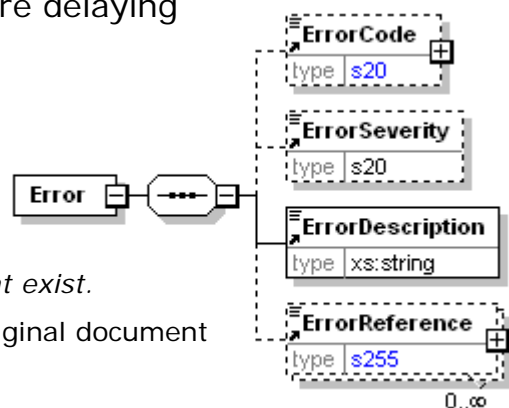 re delaying
ErrorCode
type s20
ErrorSeverity
type s20
Error
ErrorDescription
type xs:string
t exist.
ErrorReference
ginal document
type s255
0..∞